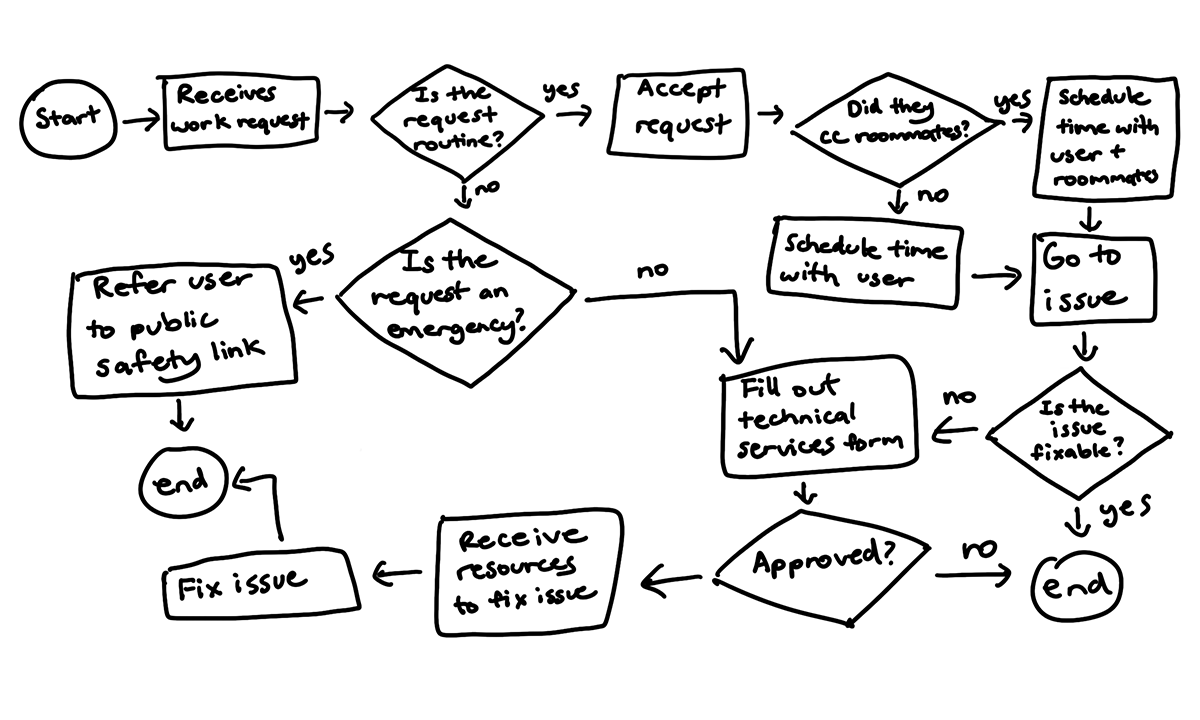 Start
Receives
work request
Is the
request
routine?
yes
Accept
request
Did they
cc roommates?
yes
Schedule
time with
user +
roommates
no
no
Schedule time
with user
Go to
issue
Is the
request an
emergency?
yes
Refer user
to public
safety link
end
no
Fill out
technical
services form
no
Is the
issue
fixable?
yes
end
Approved?
no
Receive
resources
to fix issue
Fix issue